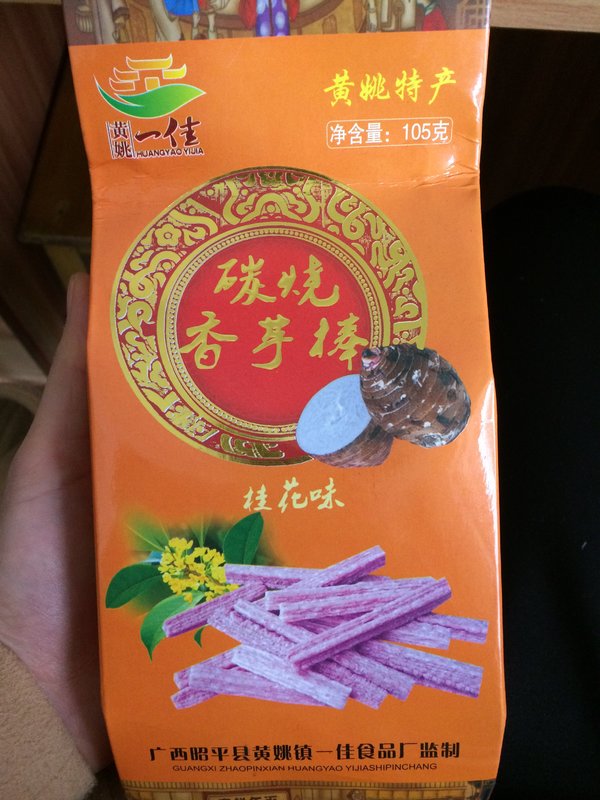 黄姚
一佳
HUANGYAO YIJIA
黄姚特产
净含量：105克
碳烧
香芋棒
桂花味
广西昭平县黄姚镇一佳食品厂监制
GUANGXI ZHAOPINXIAN HUANGYAO YIJIASHIPINCHANG